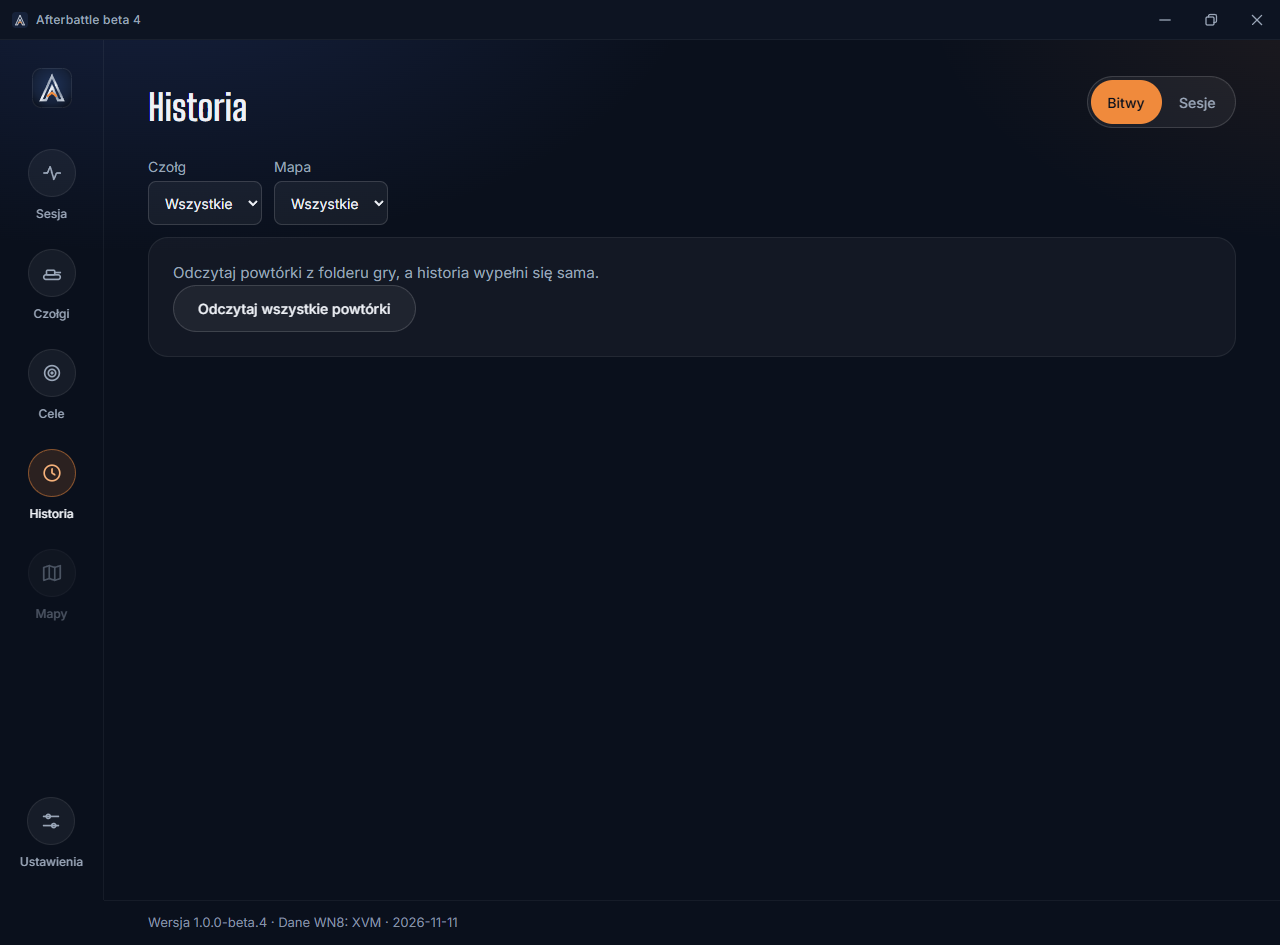 Afterbattle beta 4
Historia
Bitwy
Sesje
Czołg
Mapa
Wszystkie
Wszystkie
Odczytaj powtórki z folderu gry, a historia wypełni się sama.
Odczytaj wszystkie powtórki
Sesja
Czołgi
Cele
Historia
Mapy
Ustawienia
Wersja 1.0.0-beta.4 · Dane WN8: XVM · 2026-11-11